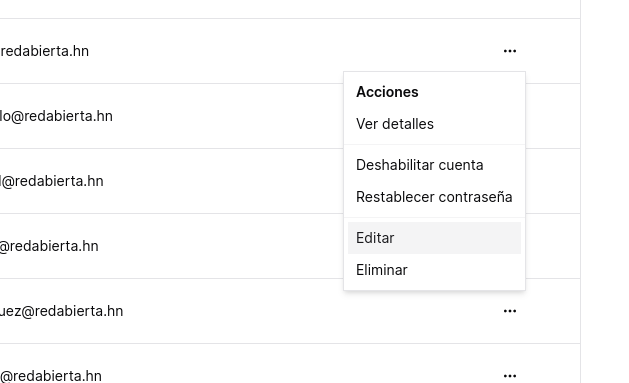 redabierta.hn
Acciones
lo@redabierta.hn
Ver detalles
Deshabilitar cuenta
@redabierta.hn
Restablecer contraseña
Editar
@redabierta.hn
Eliminar
uez@redabierta.hn
@redabierta.hn